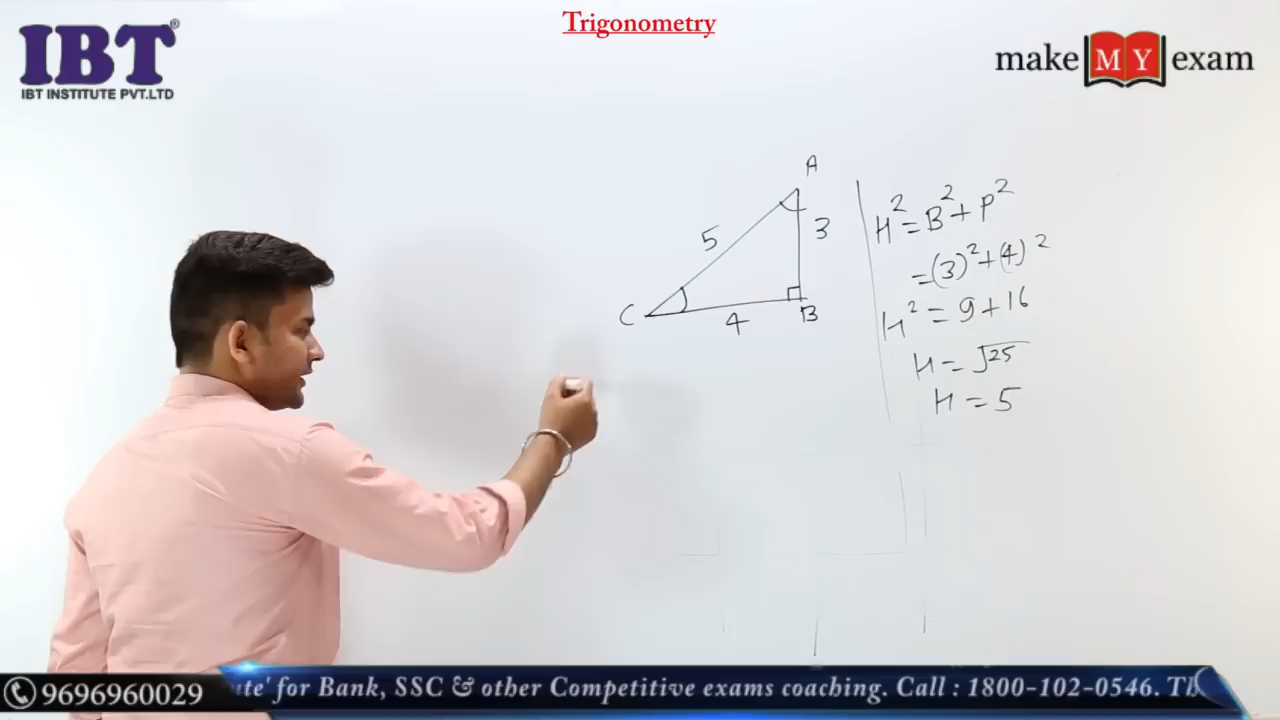 Trigonometry
IBT®
IBT INSTITUTE PVT.LTD
make MY exam
A
5
3
C
4
B
H² = B² + P²
= (3)² + (4)²
H² = 9 + 16
H = √25
H = 5
9696960029
ute' for Bank, SSC & other Competitive exams coaching. Call : 1800-102-0546. Th